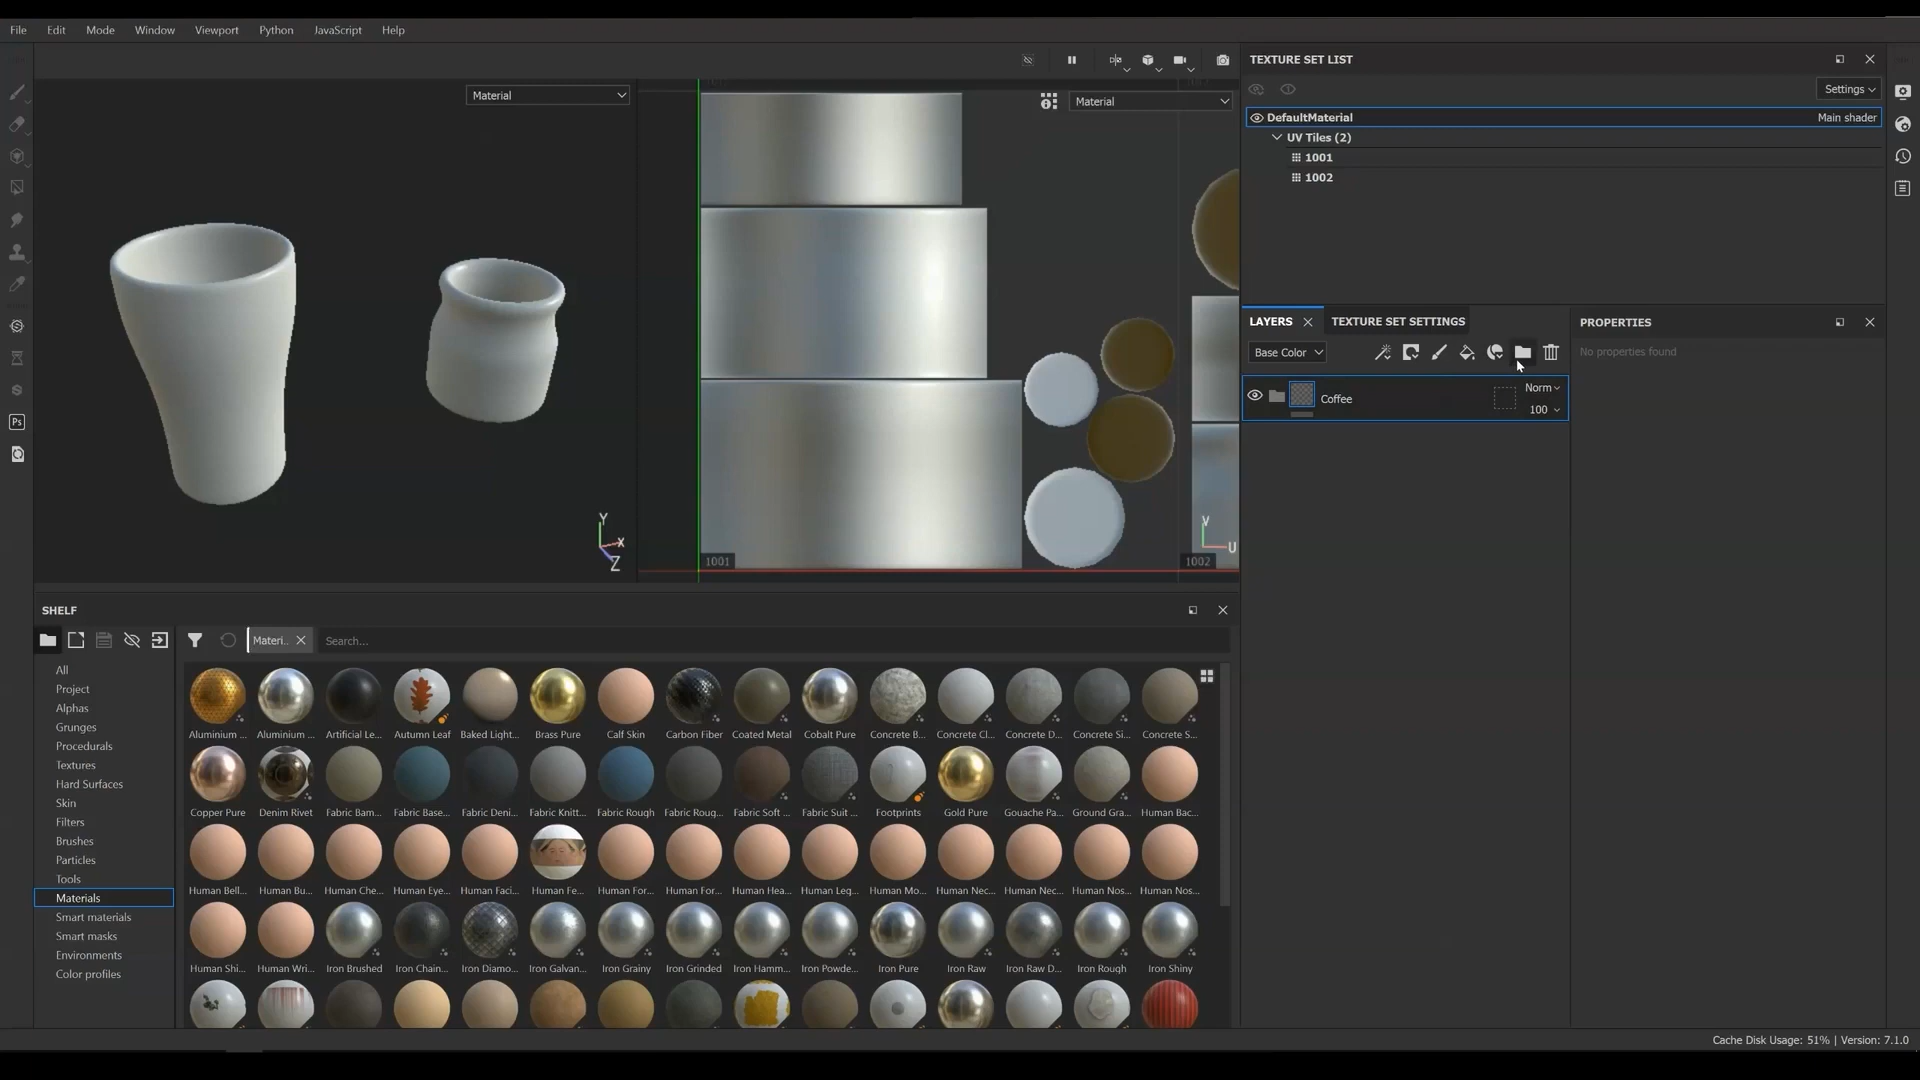 File Edit Mode Window Viewport Python JavaScript Help
Material
Material
TEXTURE SET LIST
Settings
DefaultMaterial Main shader
UV Tiles (2)
1001
1002
LAYERS TEXTURE SET SETTINGS
Base Color
Coffee
Norm
100
PROPERTIES
No properties found
Y
X
Z
V
U
1001
1002
SHELF
Materi..
Search...
All
Project
Alphas
Grunges
Procedurals
Textures
Hard Surfaces
Skin
Filters
Brushes
Particles
Tools
Materials
Smart materials
Smart masks
Environments
Color profiles
Aluminium ... Aluminium ... Artificial Le... Autumn Leaf Baked Light... Brass Pure Calf Skin Carbon Fiber Coated Metal Cobalt Pure Concrete B... Concrete Cl... Concrete D... Concrete Si... Concrete S...
Copper Pure Denim Rivet Fabric Bam... Fabric Base... Fabric Deni... Fabric Knitt... Fabric Rough Fabric Roug... Fabric Soft ... Fabric Suit ... Footprints Gold Pure Gouache Pa... Ground Gra... Human Bac...
Human Bell... Human Bu... Human Che... Human Eye... Human Faci... Human Fe... Human For... Human For... Human Hea... Human Leg... Human Mo... Human Nec... Human Nec... Human Nos... Human Nos...
Human Shi... Human Wri... Iron Brushed Iron Chain... Iron Diamo... Iron Galvan... Iron Grainy Iron Grinded Iron Hamm... Iron Powde... Iron Pure Iron Raw Iron Raw D... Iron Rough Iron Shiny
Ps
Cache Disk Usage: 51% | Version: 7.1.0